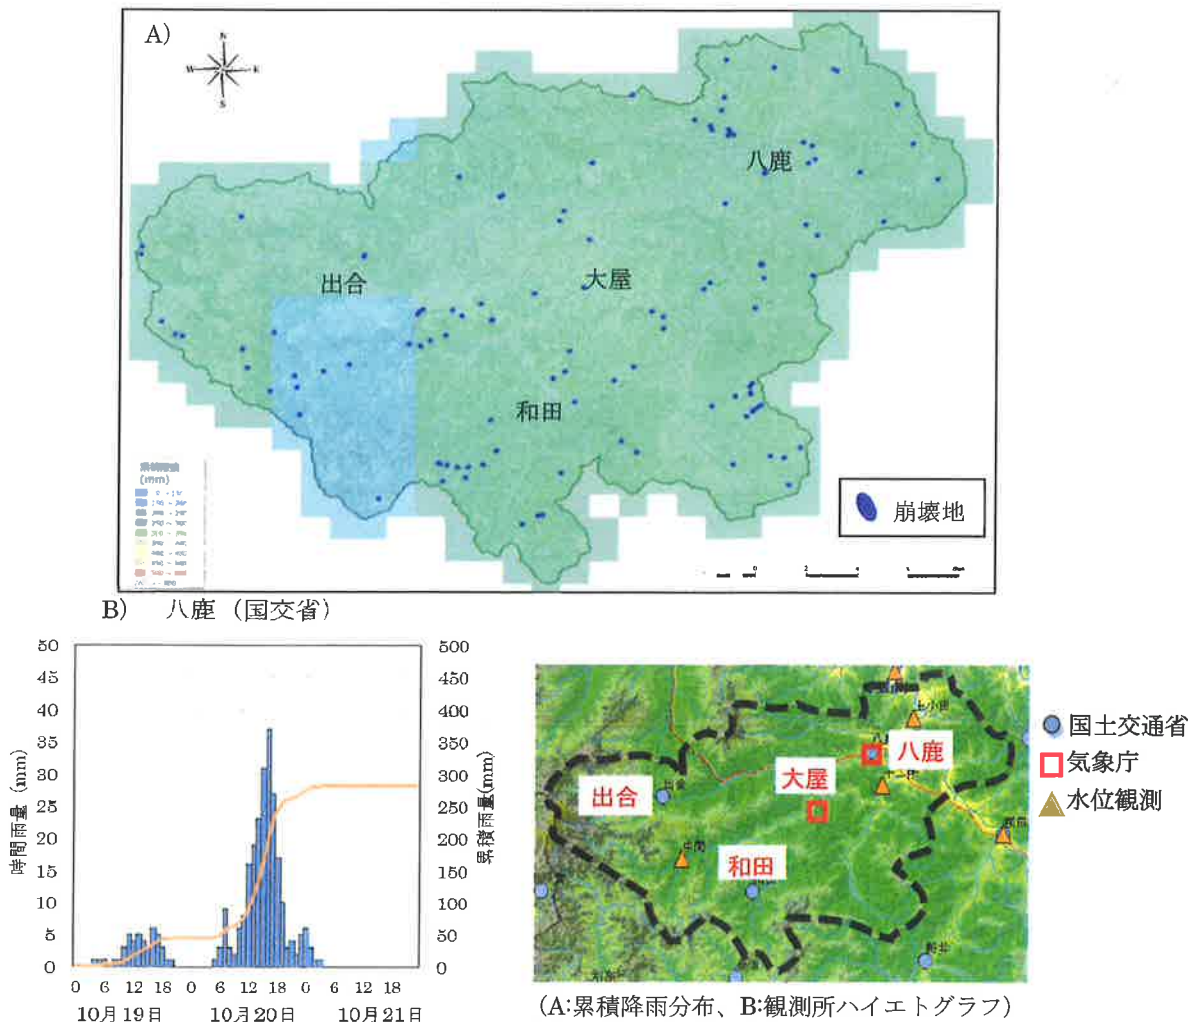 A)
N
W
E
S
八鹿
出合
大屋
和田
(mm)
崩壊地
0
2
4
B) 八鹿（国交省）
50
45
40
35
30
25
20
15
10
5
0
時間雨量 (mm)
500
450
400
350
300
250
200
150
100
50
0
累積雨量(mm)
0 6 12 18 0 6 12 18 0 6 12 18
10月19日 10月20日 10月21日
八鹿
大屋
出合
和田
国土交通省
気象庁
水位観測
(A:累積降雨分布、B:観測所ハイエトグラフ)